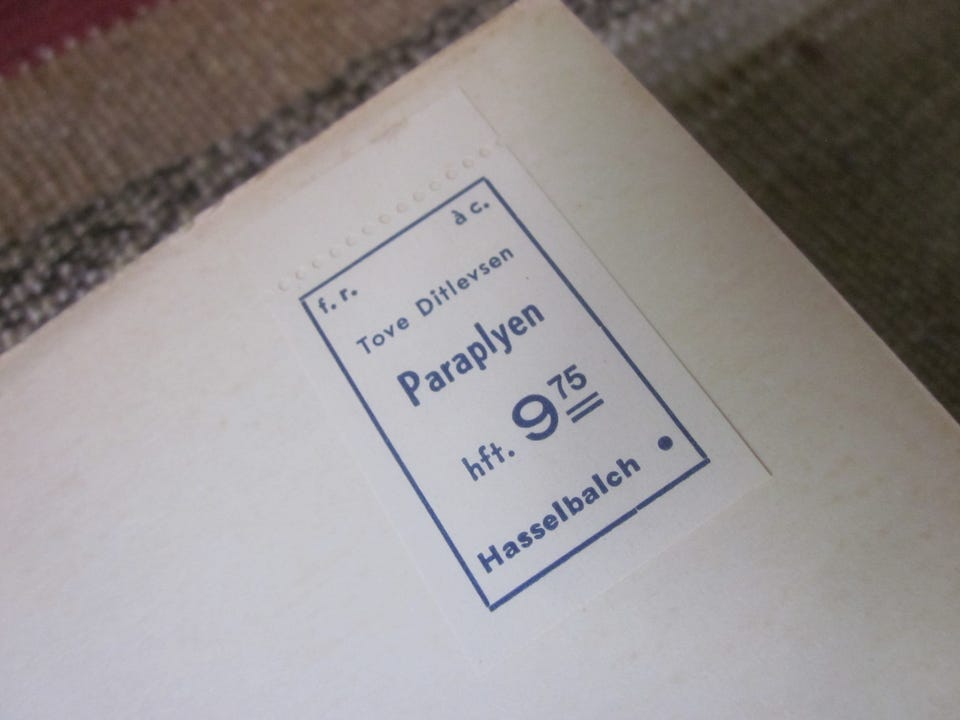 f. r. à c.
Tove Ditlevsen
Paraplyen
hft. 9 75
Hasselbalch •